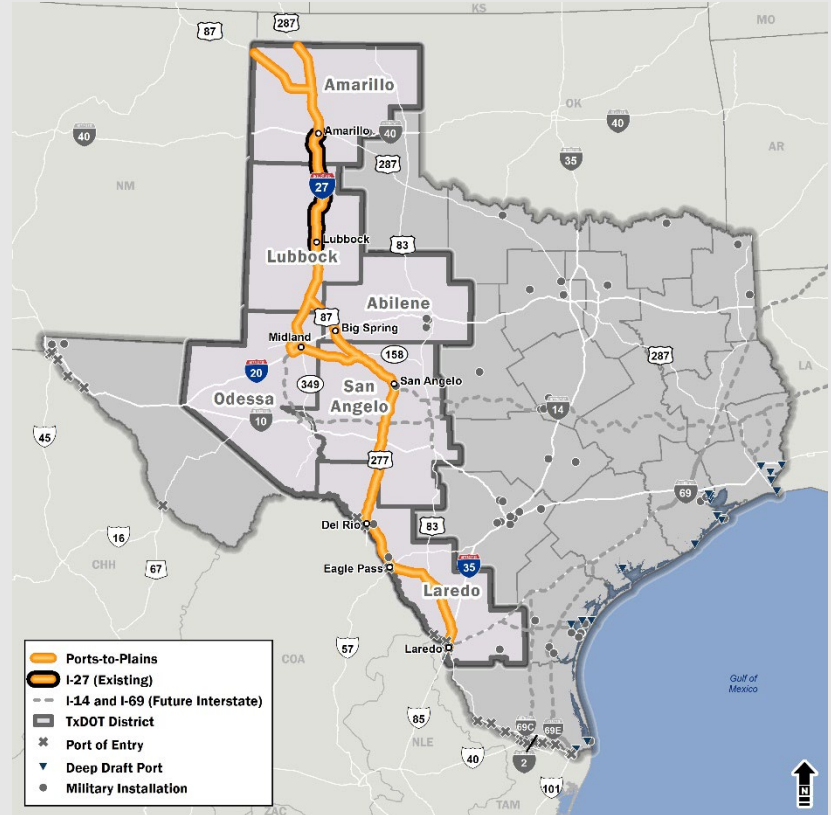 KS
287
87
MO
Amarillo
OK
Amarillo
40
40
40
35
AR
287
NM
27
Lubbock
83
Lubbock
Abilene
87
Big Spring
Midland
287
158
LA
20
San Angelo
349
San
Angelo
Odessa
14
10
45
277
69
Del Rio
83
16
Eagle Pass
35
CHH
67
Laredo
57
Laredo
COA
Gulf of
Mexico
85
69C
69E
NLE
40
2
101
ZAC
TAM
Ports-to-Plains
I-27 (Existing)
I-14 and I-69 (Future Interstate)
TxDOT District
Port of Entry
Deep Draft Port
Military Installation
N